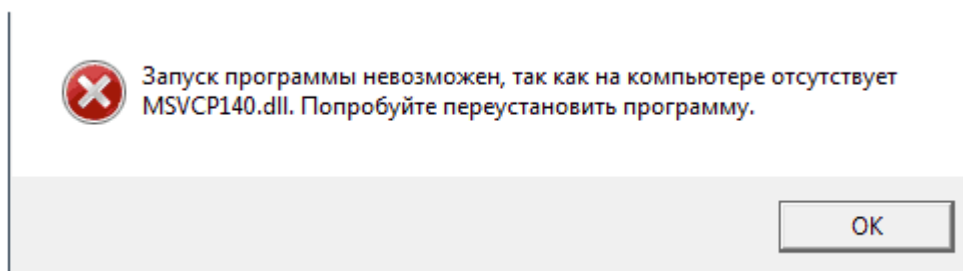 Запуск программы невозможен, так как на компьютере отсутствует
MSVCP140.dll. Попробуйте переустановить программу.
OK